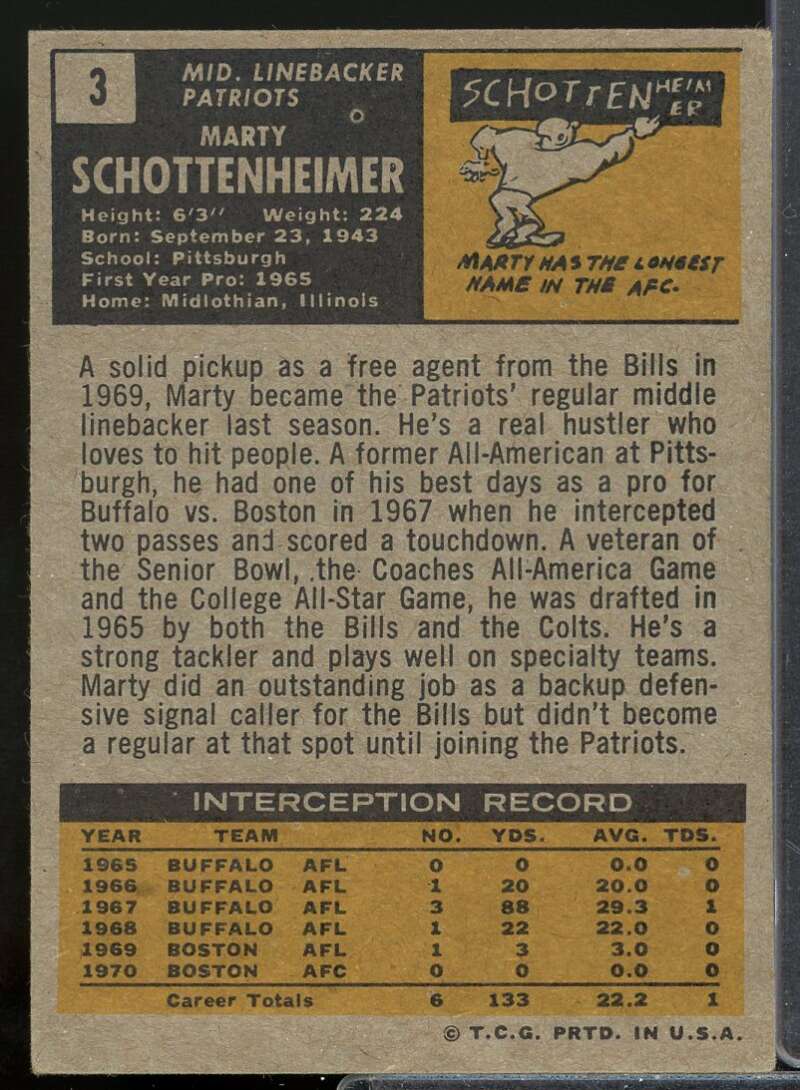 3
MID. LINEBACKER
PATRIOTS
MARTY
SCHOTTENHEIMER
Height: 6'3" Weight: 224
Born: September 23, 1943
School: Pittsburgh
First Year Pro: 1965
Home: Midlothian, Illinois
SCHOTTENHEIM
ER
MARTY HAS THE LONGEST
NAME IN THE AFC.
A solid pickup as a free agent from the Bills in
1969, Marty became the Patriots' regular middle
linebacker last season. He's a real hustler who
loves to hit people. A former All-American at Pitts-
burgh, he had one of his best days as a pro for
Buffalo vs. Boston in 1967 when he intercepted
two passes and scored a touchdown. A veteran of
the Senior Bowl, the Coaches All-America Game
and the College All-Star Game, he was drafted in
1965 by both the Bills and the Colts. He's a
strong tackler and plays well on specialty teams.
Marty did an outstanding job as a backup defen-
sive signal caller for the Bills but didn't become
a regular at that spot until joining the Patriots.
INTERCEPTION RECORD
YEAR TEAM NO. YDS. AVG. TDS.
1965 BUFFALO AFL 0 0 0.0 0
1966 BUFFALO AFL 1 20 20.0 0
1967 BUFFALO AFL 3 88 29.3 1
1968 BUFFALO AFL 1 22 22.0 0
1969 BOSTON AFL 1 3 3.0 0
1970 BOSTON AFC 0 0 0.0 0
Career Totals 6 133 22.2 1
© T.C.G. PRTD. IN U.S.A.